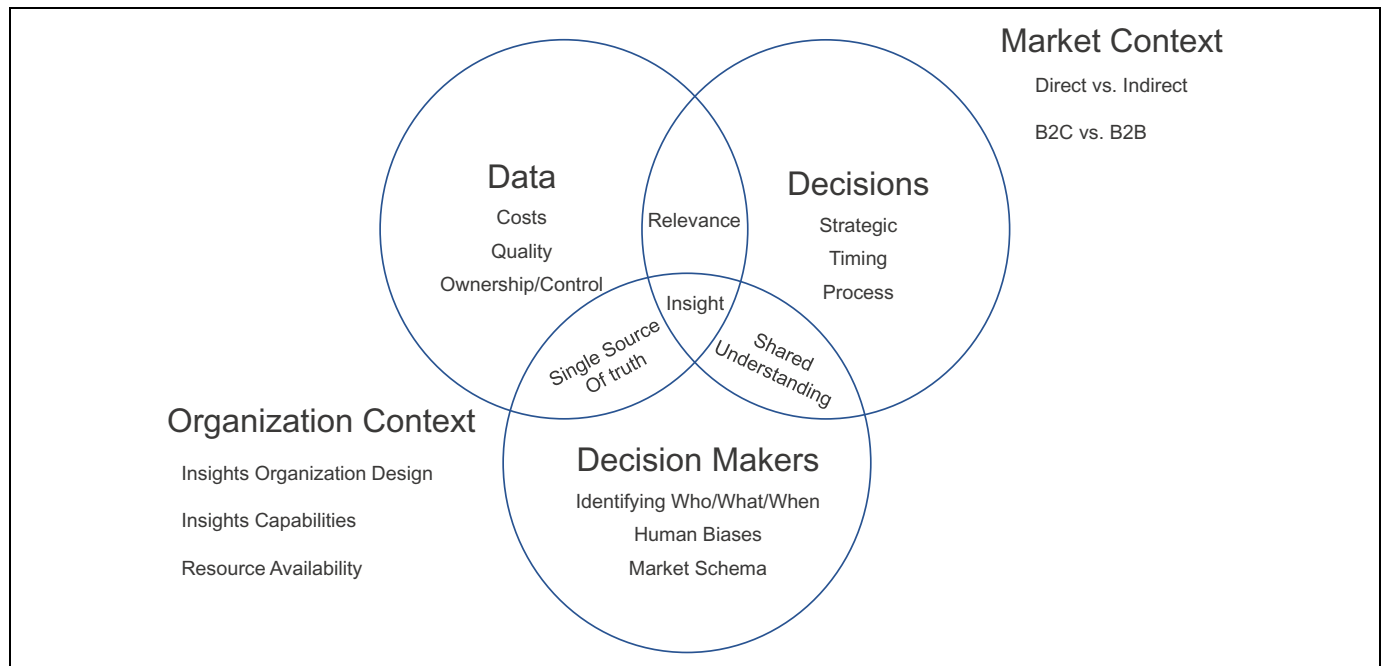 Market Context
Direct vs. Indirect
B2C vs. B2B
Data
Costs
Quality
Ownership/Control
Relevance
Decisions
Strategic
Timing
Process
Insight
Single Source
Of truth
Shared
Understanding
Organization Context
Insights Organization Design
Insights Capabilities
Resource Availability
Decision Makers
Identifying Who/What/When
Human Biases
Market Schema